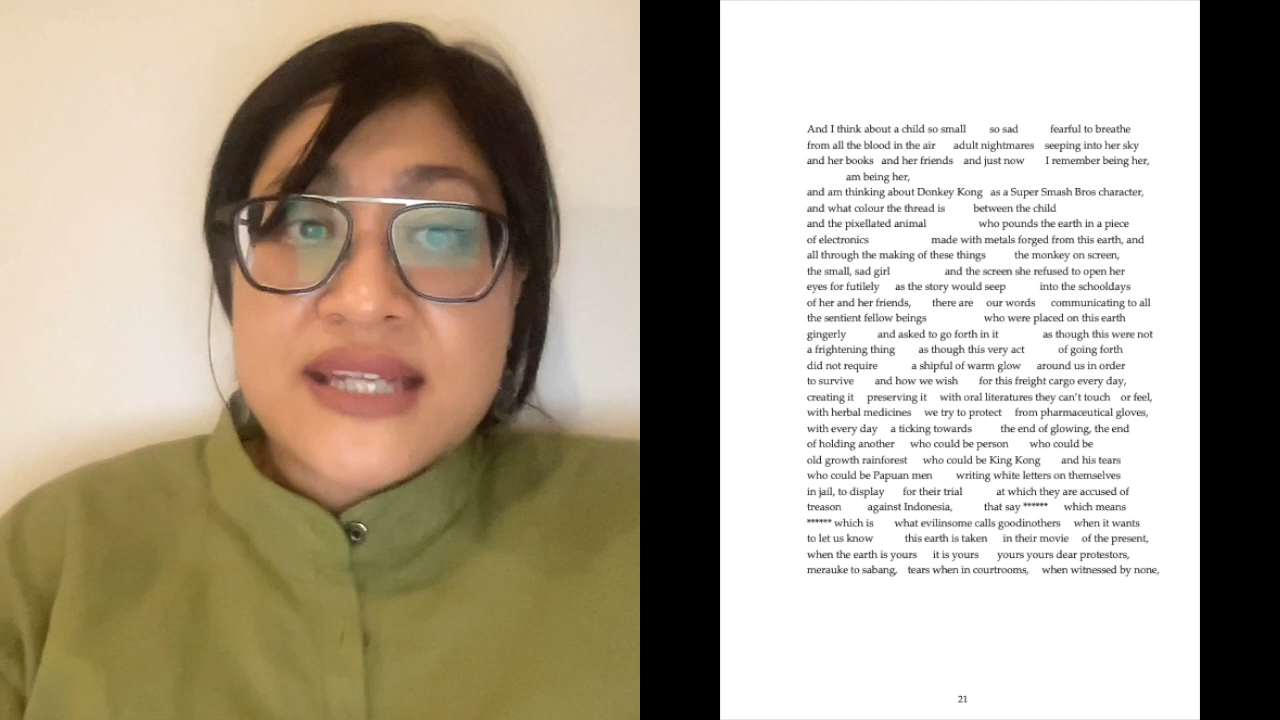 And I think about a child so small so sad fearful to breathe
from all the blood in the air adult nightmares seeping into her sky
and her books and her friends and just now I remember being her,
am being her,
and am thinking about Donkey Kong as a Super Smash Bros character,
and what colour the thread is between the child
and the pixellated animal who pounds the earth in a piece
of electronics made with metals forged from this earth, and
all through the making of these things the monkey on screen,
the small, sad girl and the screen she refused to open her
eyes for futilely as the story would seep into the schooldays
of her and her friends, there are our words communicating to all
the sentient fellow beings who were placed on this earth
gingerly and asked to go forth in it as though this were not
a frightening thing as though this very act of going forth
did not require a shipful of warm glow around us in order
to survive and how we wish for this freight cargo every day,
creating it preserving it with oral literatures they can't touch or feel,
with herbal medicines we try to protect from pharmaceutical gloves,
with every day a ticking towards the end of glowing, the end
of holding another who could be person who could be
old growth rainforest who could be King Kong and his tears
who could be Papuan men writing white letters on themselves
in jail, to display for their trial at which they are accused of
treason against Indonesia, that say ****** which means
****** which is what evilinsome calls goodinothers when it wants
to let us know this earth is taken in their movie of the present,
when the earth is yours it is yours yours yours dear protestors,
merauke to sabang, tears when in courtrooms, when witnessed by none,
21